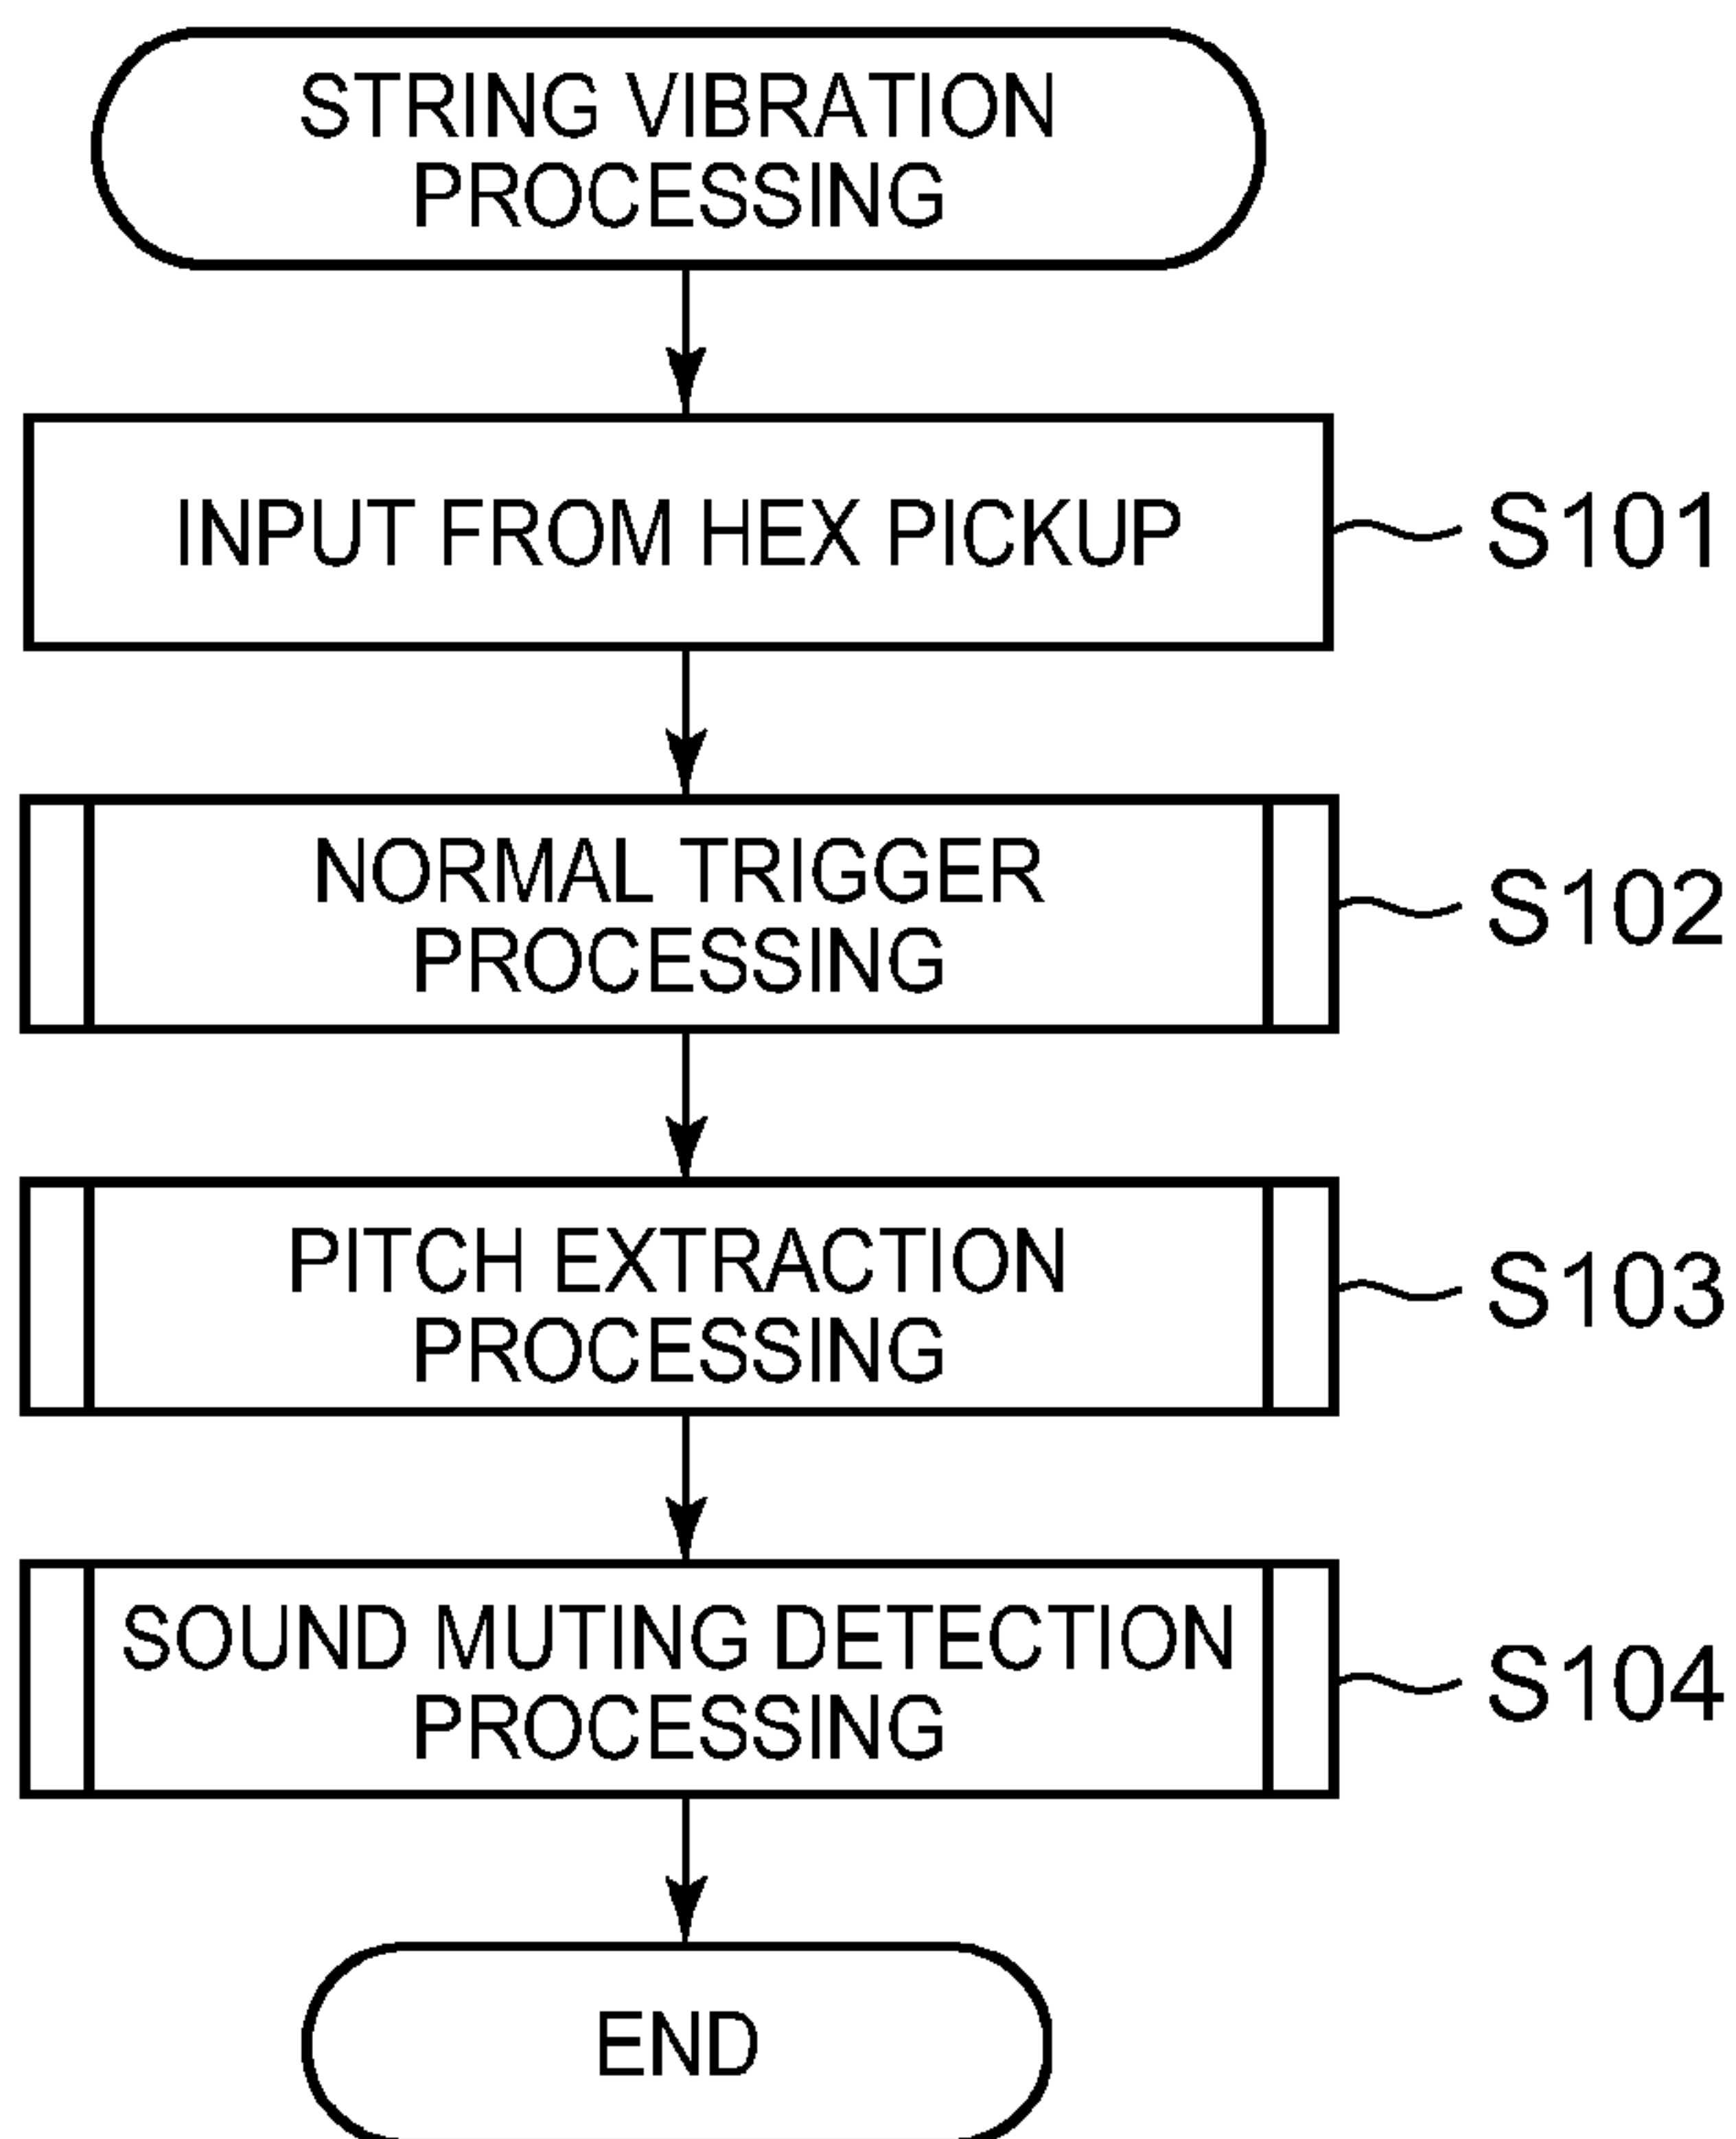 STRING VIBRATION
PROCESSING
INPUT FROM HEX PICKUP
S101
NORMAL TRIGGER
PROCESSING
S102
PITCH EXTRACTION
PROCESSING
S103
SOUND MUTING DETECTION
PROCESSING
S104
END